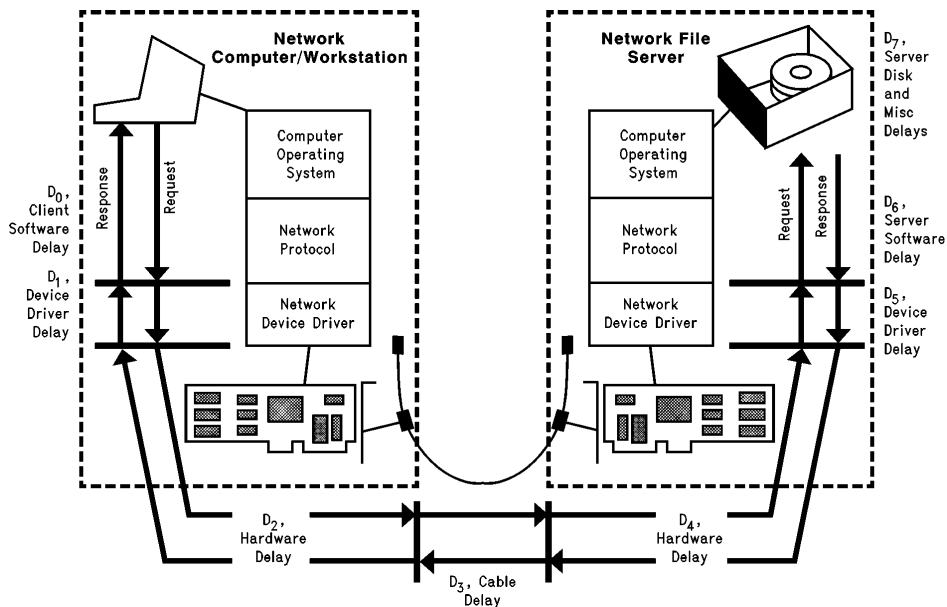 Network
Computer/Workstation
Network File
Server
D7,
Server
Disk
and
Misc
Delays
Computer
Operating
System
Computer
Operating
System
Response
Request
Request
Response
D0,
Client
Software
Delay
D6,
Server
Software
Delay
Network
Protocol
Network
Protocol
D1,
Device
Driver
Delay
Network
Device Driver
Network
Device Driver
D5,
Device
Driver
Delay
D2,
Hardware
Delay
D4,
Hardware
Delay
D3, Cable
Delay